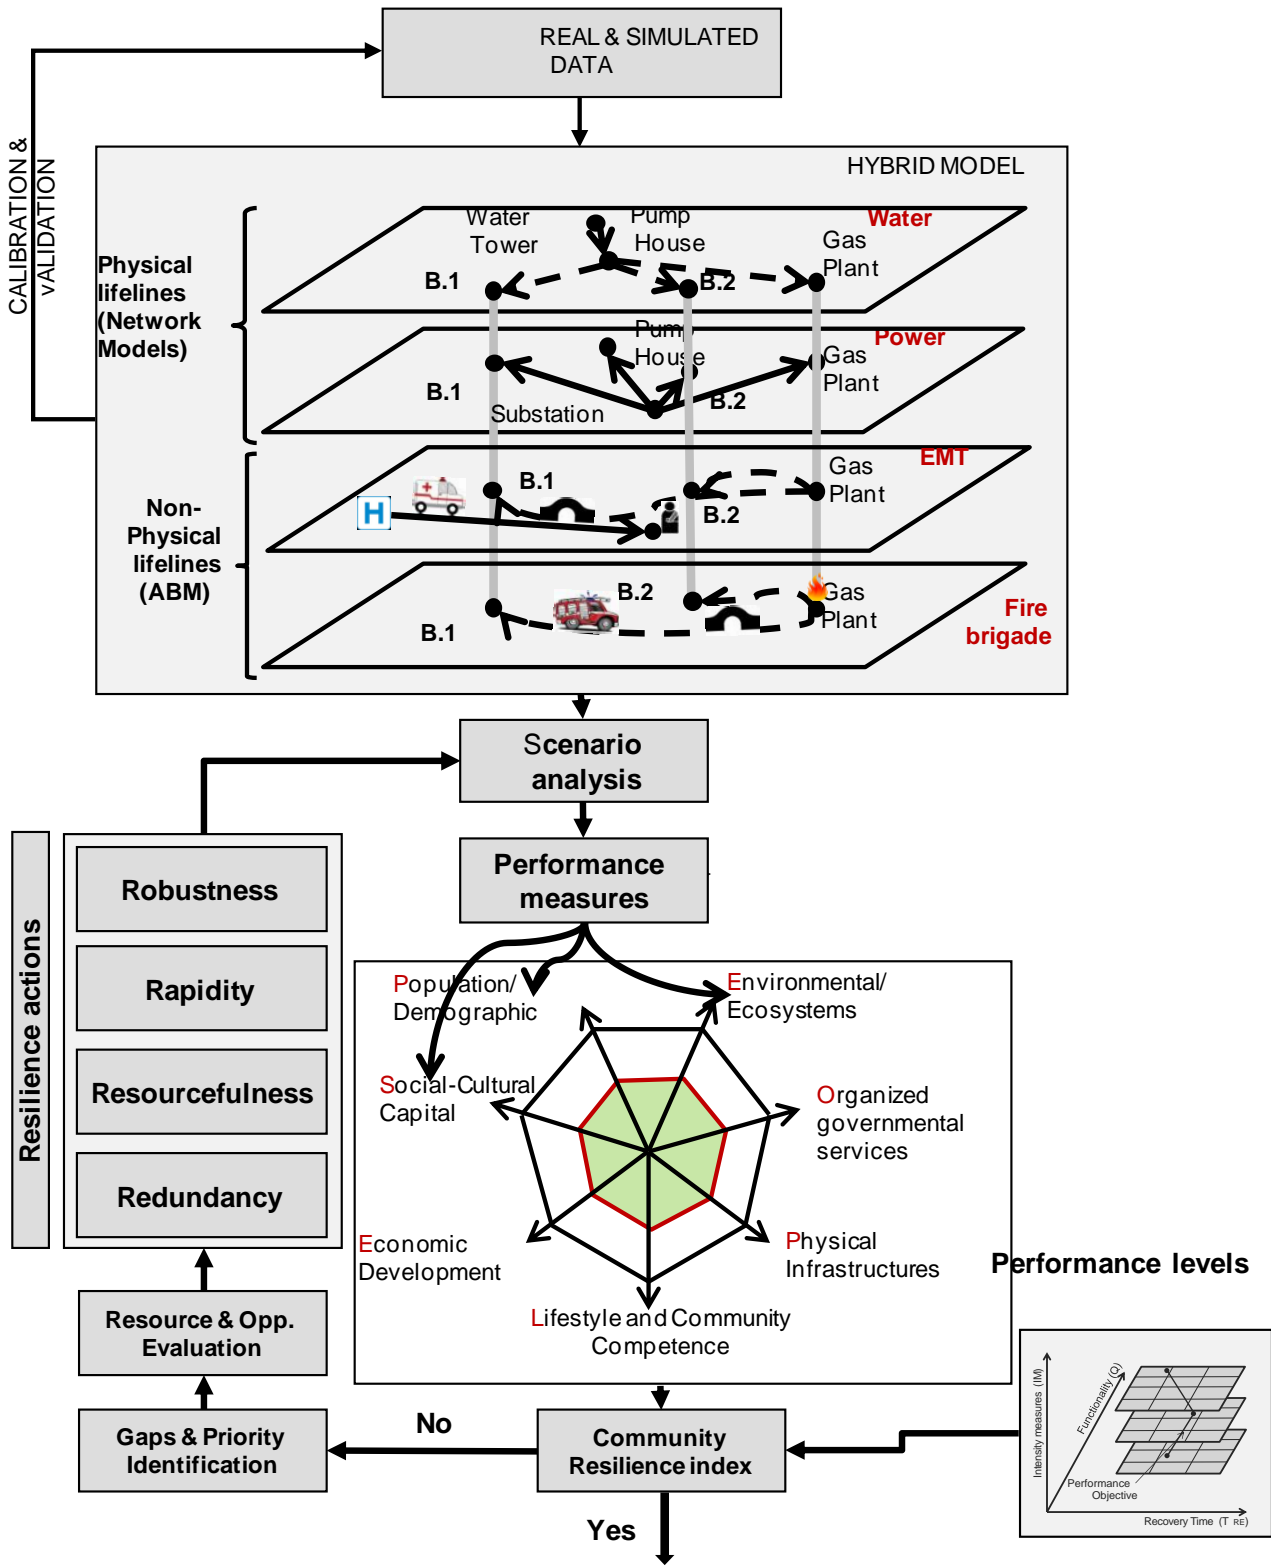 REAL & SIMULATED
DATA
CALIBRATION &
vALIDATION
HYBRID MODEL
Physical
lifelines
(Network
Models)
Water
Tower
Pump
House
Water
Gas
Plant
B.1
B.2
Pump
House
Power
Gas
Plant
B.1
B.2
Substation
Non-
Physical
lifelines
(ABM)
EMT
Gas
Plant
B.1
B.2
H
B.2
Gas
Plant
B.1
Fire
brigade
Scenario
analysis
Performance
measures
Resilience actions
Robustness
Rapidity
Resourcefulness
Redundancy
Population/
Demographic
Environmental/
Ecosystems
Social-Cultural
Capital
Organized
governmental
services
Economic
Development
Physical
Infrastructures
Lifestyle and Community
Competence
Performance levels
Resource & Opp.
Evaluation
Gaps & Priority
Identification
No
Community
Resilience index
Yes
Intensity measures (IM)
Functionality (Q)
Performance
Objective
Recovery Time (T RE)